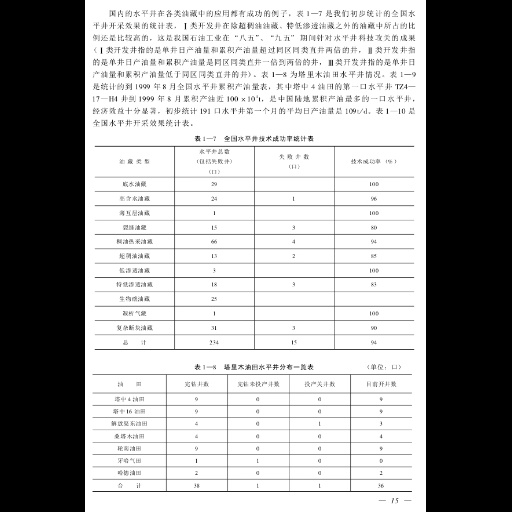 国内的水平井在各类油藏中的应用都有成功的例子，表 1—7 是我们初步统计的全国水
平井开采效果的统计表，Ⅰ类开发井在除超稠油油藏、特低渗透油藏之外的油藏中所占的比
例还是比较高的，这是我国石油工业在“八五”、“九五”期间针对水平井科技攻关的成果
（Ⅰ类开发井指的是单井日产油量和累积产油量超过同区同类直井两倍的井，Ⅱ类开发井指
的是单井日产油量和累积产油量是同区同类直井一倍到两倍的井，Ⅲ类开发井指的是单井日
产油量和累积产油量低于同区同类直井的井）。表 1—8 为塔里木油田水平井情况。表 1—9
是统计的到 1999 年 8 月全国水平井累积产油量表，其中塔中 4 油田的第一口水平井 TZ4—
17—H4 井到 1999 年 8 月累积产油近 100×10⁴t，是中国陆地累积产油最多的一口水平井，
经济效益十分显著。初步统计 191 口水平井第一个月的平均日产油量是 109t/d。表 1—10 是
全国水平井开采效果统计表。
表 1—7 全国水平井技术成功率统计表
油 藏 类 型 水平井总数（包括失败井）（口） 失 败 井 数（口） 技术成功率（%）
底水油藏 29 100
单含水油藏 24 1 96
薄互层油藏 1 100
砾岩油藏 15 3 80
稠油热采油藏 66 4 94
超稠油油藏 13 2 85
低渗透油藏 3 100
特低渗透油藏 18 3 83
生物礁油藏 25
凝析气藏 1 100
复杂断块油藏 31 3 90
总 计 234 15 94
表 1—8 塔里木油田水平井分布一览表 （单位：口）
油 田 完钻井数 完钻未投产井数 投产关井数 目前开井数
塔中 4 油田 9 0 0 9
塔中 16 油田 9 0 0 9
解放渠东油田 4 0 1 3
桑塔木油田 4 0 0 4
轮南油田 9 0 0 9
牙哈气田 1 1 0 0
哈德油田 2 0 0 2
合 计 38 1 1 36
— 15 —